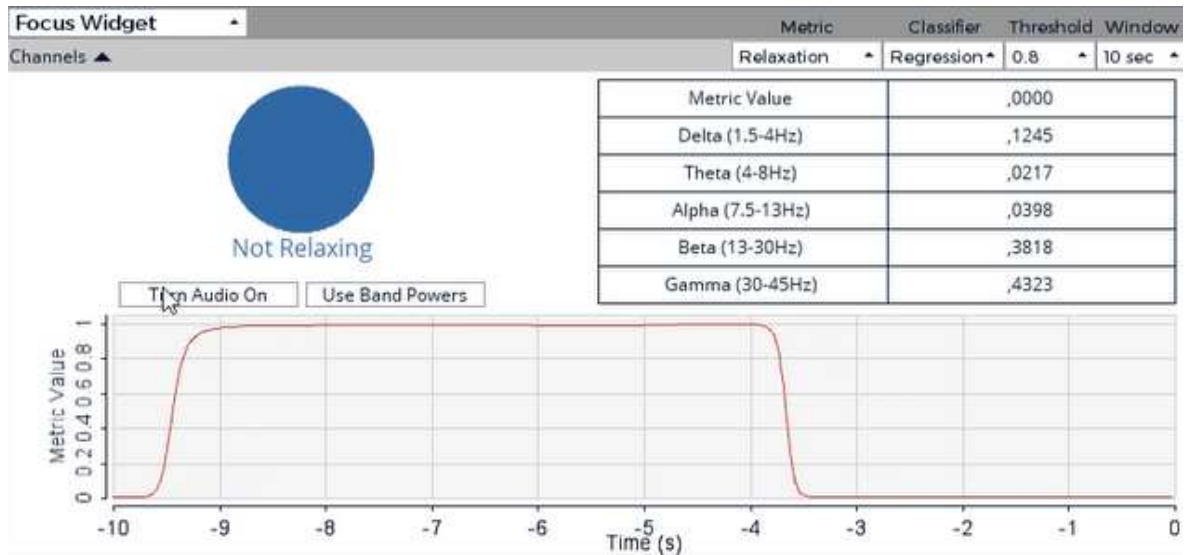 Focus Widget
Metric Classifier Threshold Window
Channels
Relaxation Regression 0.8 10 sec
Metric Value ,0000
Delta (1.5-4Hz) ,1245
Theta (4-8Hz) ,0217
Alpha (7.5-13Hz) ,0398
Beta (13-30Hz) ,3818
Gamma (30-45Hz) ,4323
Not Relaxing
Audio On Use Band Powers
Metric Value
1
0.8
0.6
0.4
0.2
0
-10 -9 -8 -7 -6 -5 -4 -3 -2 -1 0
Time (s)